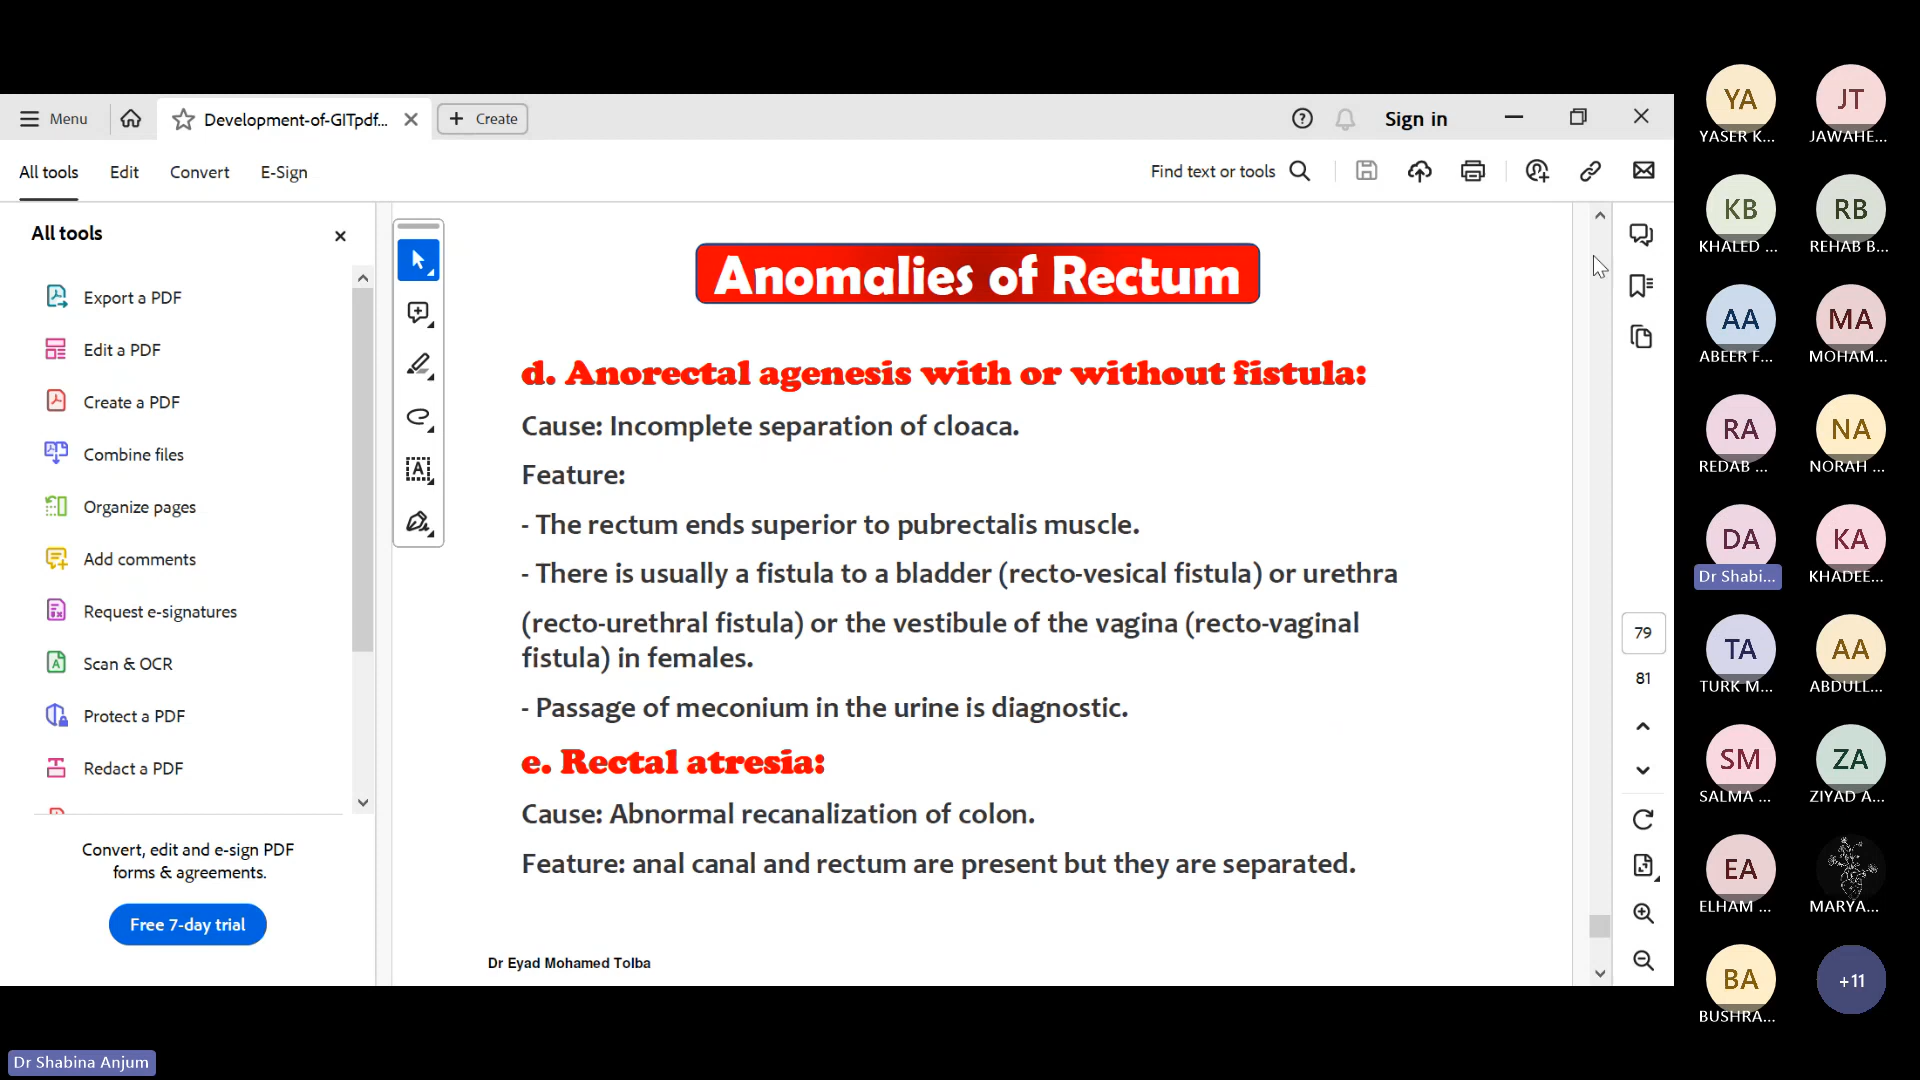 Menu
Development-of-GITpdf...
Create
Sign in
All tools
Edit
Convert
E-Sign
Find text or tools
All tools
Export a PDF
Edit a PDF
Create a PDF
Combine files
Organize pages
Add comments
Request e-signatures
Scan & OCR
Protect a PDF
Redact a PDF
Convert, edit and e-sign PDF
forms & agreements.
Free 7-day trial
Anomalies of Rectum
d. Anorectal agenesis with or without fistula:
Cause: Incomplete separation of cloaca.
Feature:
- The rectum ends superior to pubrectalis muscle.
- There is usually a fistula to a bladder (recto-vesical fistula) or urethra
(recto-urethral fistula) or the vestibule of the vagina (recto-vaginal
fistula) in females.
- Passage of meconium in the urine is diagnostic.
e. Rectal atresia:
Cause: Abnormal recanalization of colon.
Feature: anal canal and rectum are present but they are separated.
Dr Eyad Mohamed Tolba
79
81
YA
YASER K...
JT
JAWAHE...
KB
KHALED ...
RB
REHAB B...
AA
ABEER F...
MA
MOHAM...
RA
REDAB ...
NA
NORAH ...
DA
Dr Shabi...
KA
KHADEE...
TA
TURK M...
AA
ABDULL...
SM
SALMA ...
ZA
ZIYAD A...
EA
ELHAM ...
MARYA...
BA
BUSHRA...
+11
Dr Shabina Anjum